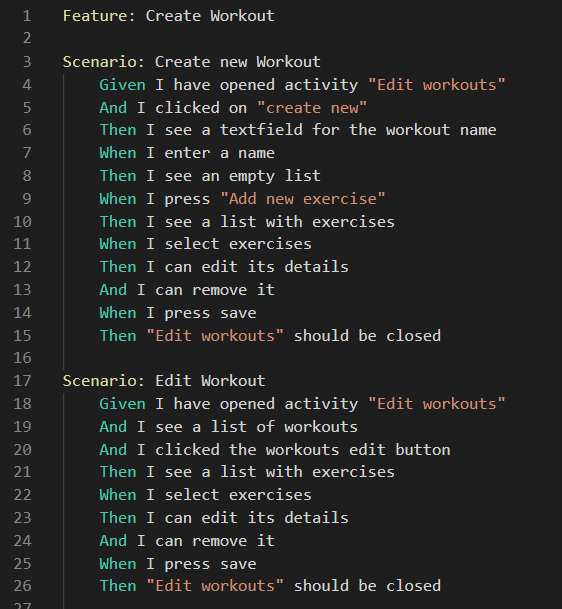 1 Feature: Create Workout
2
3 Scenario: Create new Workout
4 Given I have opened activity "Edit workouts"
5 And I clicked on "create new"
6 Then I see a textfield for the workout name
7 When I enter a name
8 Then I see an empty list
9 When I press "Add new exercise"
10 Then I see a list with exercises
11 When I select exercises
12 Then I can edit its details
13 And I can remove it
14 When I press save
15 Then "Edit workouts" should be closed
16
17 Scenario: Edit Workout
18 Given I have opened activity "Edit workouts"
19 And I see a list of workouts
20 And I clicked the workouts edit button
21 Then I see a list with exercises
22 When I select exercises
23 Then I can edit its details
24 And I can remove it
25 When I press save
26 Then "Edit workouts" should be closed
27